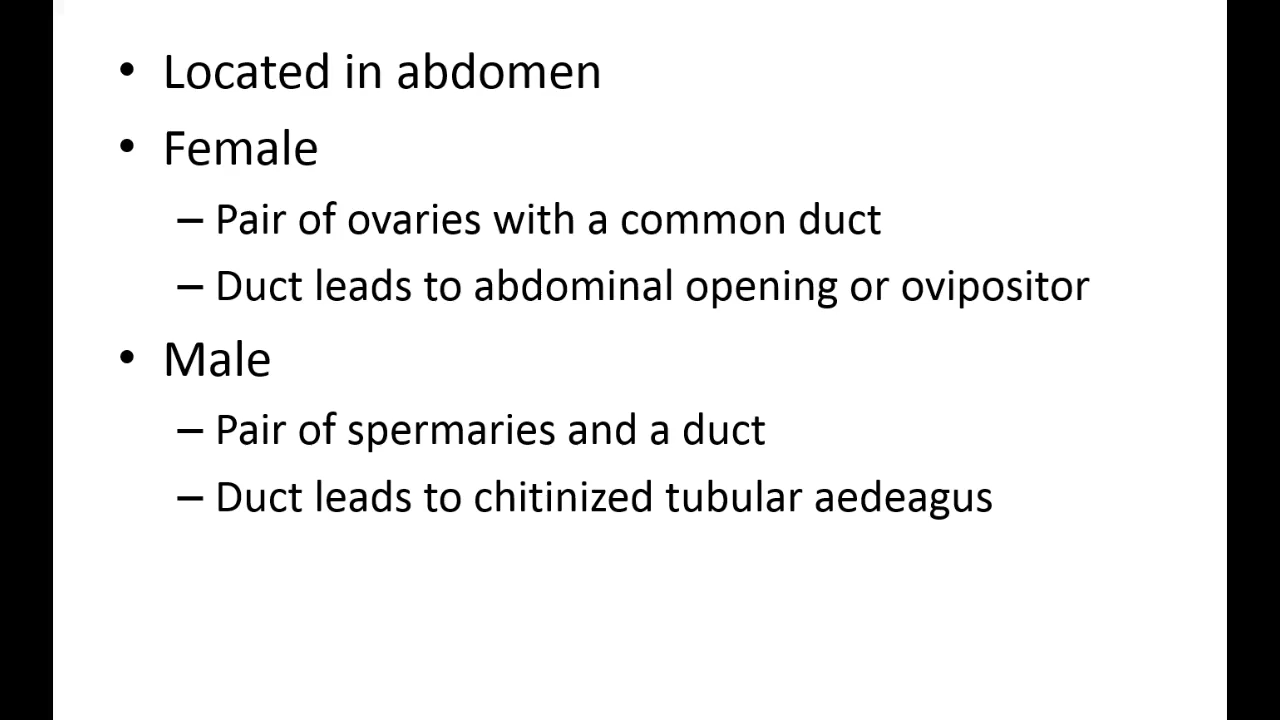 • Located in abdomen
• Female
– Pair of ovaries with a common duct
– Duct leads to abdominal opening or ovipositor
• Male
– Pair of spermaries and a duct
– Duct leads to chitinized tubular aedeagus